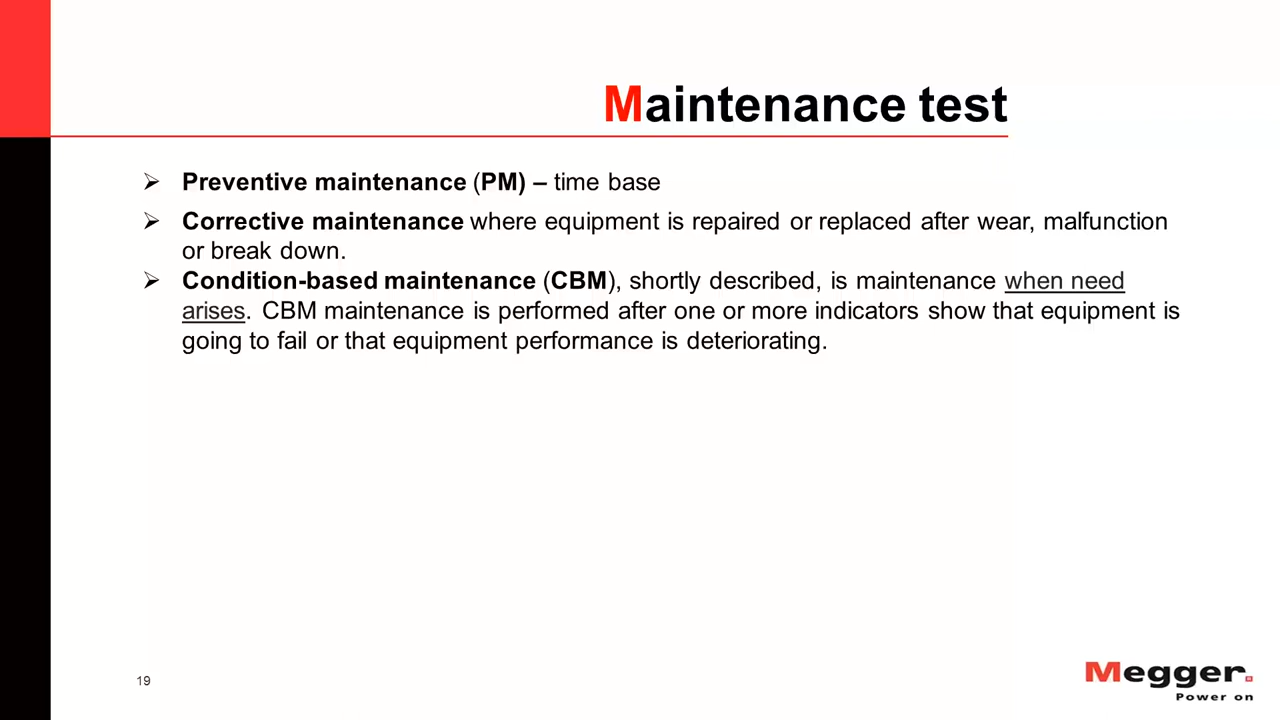 Maintenance test
➢ Preventive maintenance (PM) – time base
➢ Corrective maintenance where equipment is repaired or replaced after wear, malfunction
or break down.
➢ Condition-based maintenance (CBM), shortly described, is maintenance when need
arises. CBM maintenance is performed after one or more indicators show that equipment is
going to fail or that equipment performance is deteriorating.
19
Megger.
Power on